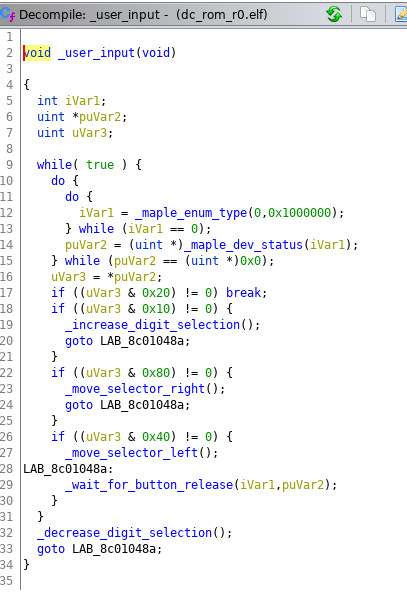 Decompile: _user_input - (dc_rom_r0.elf)
1
2 void _user_input(void)
3
4 {
5 int iVar1;
6 uint *puVar2;
7 uint uVar3;
8
9 while( true ) {
10 do {
11 do {
12 iVar1 = _maple_enum_type(0,0x1000000);
13 } while (iVar1 == 0);
14 puVar2 = (uint *)_maple_dev_status(iVar1);
15 } while (puVar2 == (uint *)0x0);
16 uVar3 = *puVar2;
17 if ((uVar3 & 0x20) != 0) break;
18 if ((uVar3 & 0x10) != 0) {
19 _increase_digit_selection();
20 goto LAB_8c01048a;
21 }
22 if ((uVar3 & 0x80) != 0) {
23 _move_selector_right();
24 goto LAB_8c01048a;
25 }
26 if ((uVar3 & 0x40) != 0) {
27 _move_selector_left();
28 LAB_8c01048a:
29 _wait_for_button_release(iVar1,puVar2);
30 }
31 }
32 _decrease_digit_selection();
33 goto LAB_8c01048a;
34 }
35